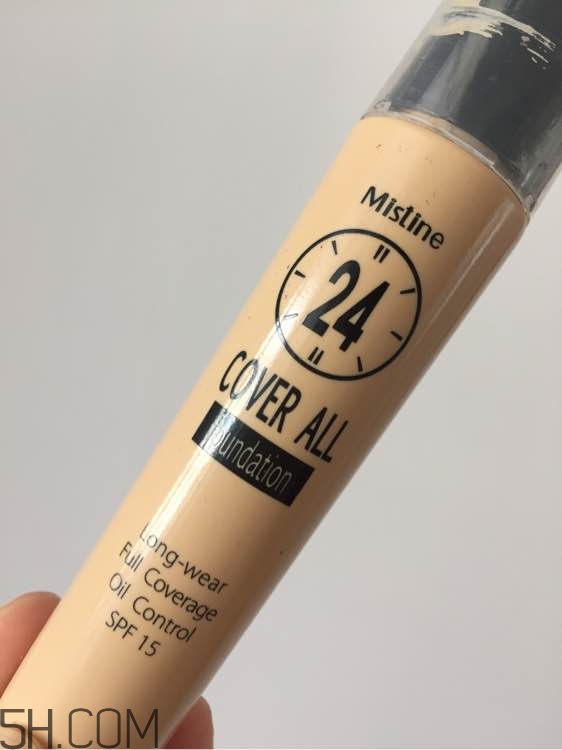 Mistine
24
COVER ALL
foundation
Long-wear
Full Coverage
Oil Control
SPF 15
5H.COM